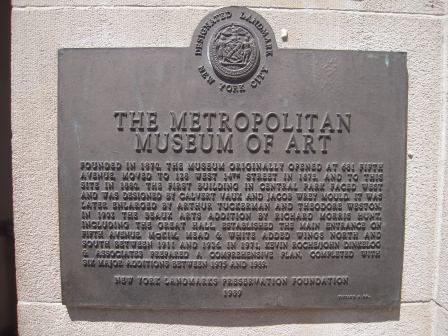 DESIGNATED LANDMARK
NEW YORK CITY
THE METROPOLITAN
MUSEUM OF ART
FOUNDED IN 1870, THE MUSEUM ORIGINALLY OPENED AT 681 FIFTH
AVENUE, MOVED TO 128 WEST 14TH STREET IN 1873, AND TO THIS
SITE IN 1880. THE FIRST BUILDING IN CENTRAL PARK FACED WEST
AND WAS DESIGNED BY CALVERT VAUX AND JACOB WREY MOULD. IT WAS
LATER ENLARGED BY ARTHUR TUCKERMAN AND THEODORE WESTON.
IN 1902 THE BEAUX ARTS ADDITION BY RICHARD MORRIS HUNT,
INCLUDING THE GREAT HALL, ESTABLISHED THE MAIN ENTRANCE ON
FIFTH AVENUE. MCKIM, MEAD & WHITE ADDED WINGS NORTH AND
SOUTH BETWEEN 1911 AND 1926. IN 1971, KEVIN ROCHE/JOHN DINKELOO
& ASSOCIATES PREPARED A COMPREHENSIVE PLAN, COMPLETED WITH
SIX MAJOR ADDITIONS BETWEEN 1975 AND 1987.
NEW YORK LANDMARKS PRESERVATION FOUNDATION
1989